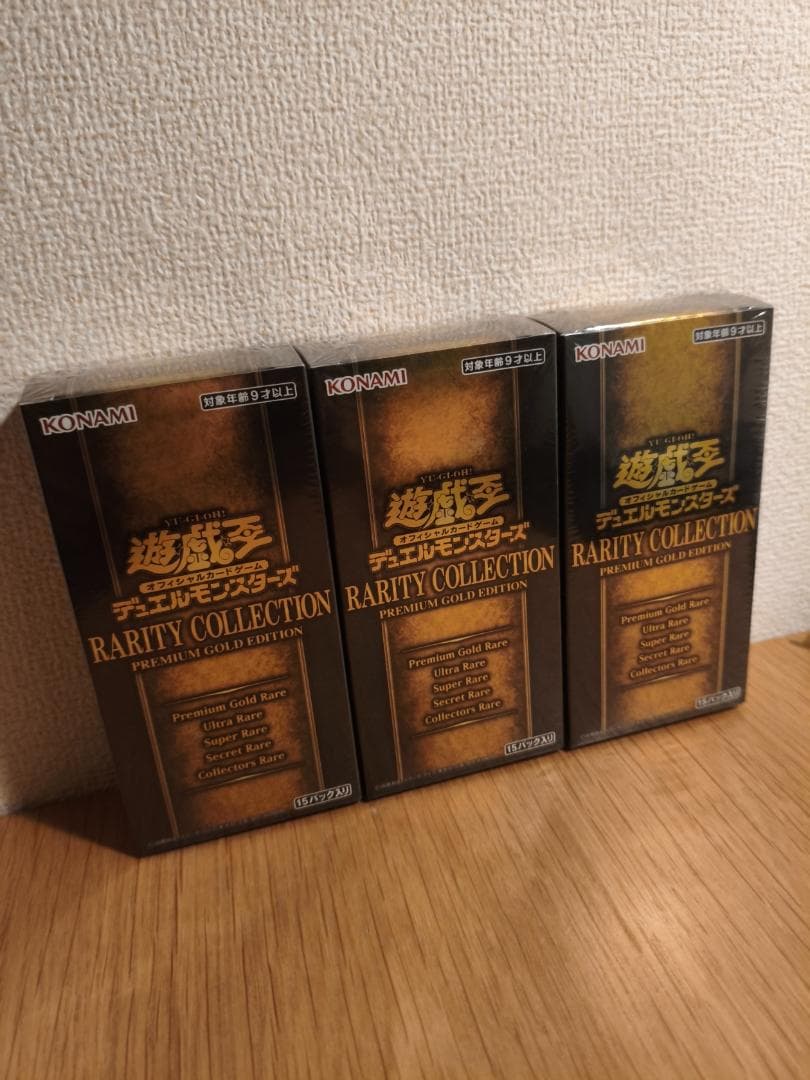 KONAMI
対象年齢9才以上
YU-GI-OH!
遊戯王
オフィシャルカードゲーム
デュエルモンスターズ
RARITY COLLECTION
PREMIUM GOLD EDITION
Premium Gold Rare
Ultra Rare
Super Rare
Secret Rare
Collectors Rare
15パック入り
KONAMI
対象年齢9才以上
YU-GI-OH!
遊戯王
オフィシャルカードゲーム
デュエルモンスターズ
RARITY COLLECTION
PREMIUM GOLD EDITION
Premium Gold Rare
Ultra Rare
Super Rare
Secret Rare
Collectors Rare
15パック入り
KONAMI
対象年齢9才以上
YU-GI-OH!
遊戯王
オフィシャルカードゲーム
デュエルモンスターズ
RARITY COLLECTION
PREMIUM GOLD EDITION
Premium Gold Rare
Ultra Rare
Super Rare
Secret Rare
Collectors Rare
15パック入り